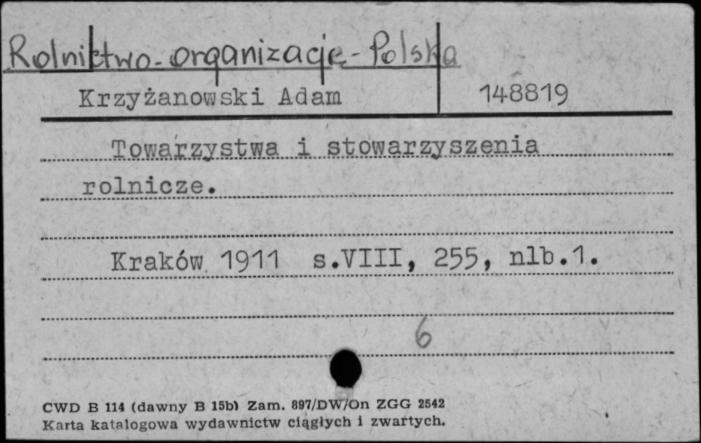 Rolnictwo-organizacje-Polska
Krzyżanowski Adam 148819
Towarzystwa i stowarzyszenia
rolnicze.
Kraków 1911 s.VIII, 255, nlb.1.
6
CWD B 114 (dawny B 15b) Zam. 897/DW/On ZGG 2542
Karta katalogowa wydawnictw ciągłych i zwartych.